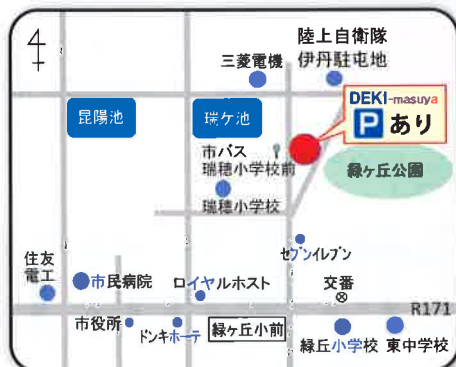 4
陸上自衛隊
三菱電機
伊丹駐屯地
DEKI-masuya
P あり
昆陽池
瑞ケ池
市バス
瑞穂小学校前
緑ヶ丘公園
瑞穂小学校
セブンイレブン
住友
電工
市民病院
ロイヤルホスト
交番
R171
市役所
ドンキホーテ
緑ヶ丘小前
緑丘小学校
東中学校